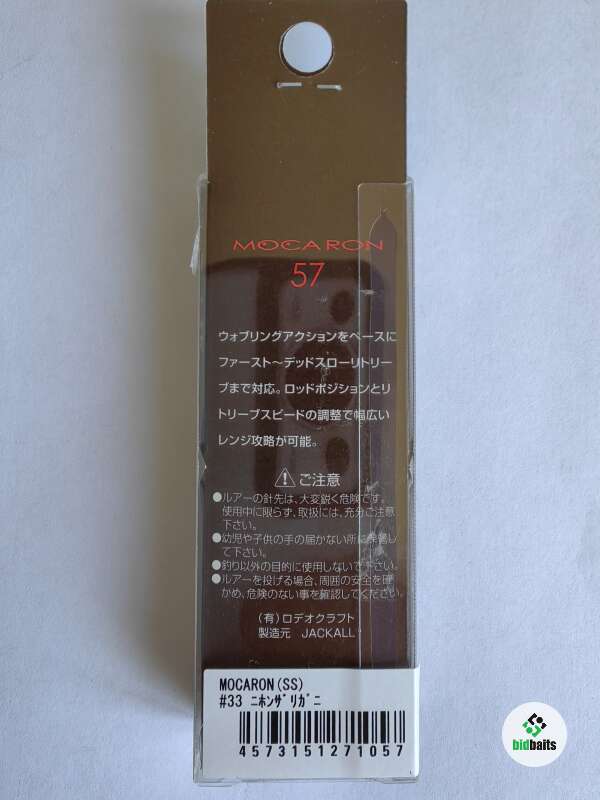 MOCARON
57
ウォブリングアクションをベースに
ファースト～デッドスローリトリー
ブまで対応。ロッドポジションとリ
トリーブスピードの調整で幅広い
レンジ攻略が可能。
ご注意
●ルアーの針先は、大変鋭く危険です。
使用中に限らず、取扱には、充分ご注意
下さい。
●幼児や子供の手の届かない所に保管し
て下さい。
●釣り以外の目的に使用しないで下さい。
●ルアーを投げる場合、周囲の安全を確
かめ、危険のない事を確認してください。
（有）ロデオクラフト
製造元 JACKALL
MOCARON(SS)
#33 ﾆﾎﾝｻﾞﾘｶﾞﾆ
4573151271057
bidbaits